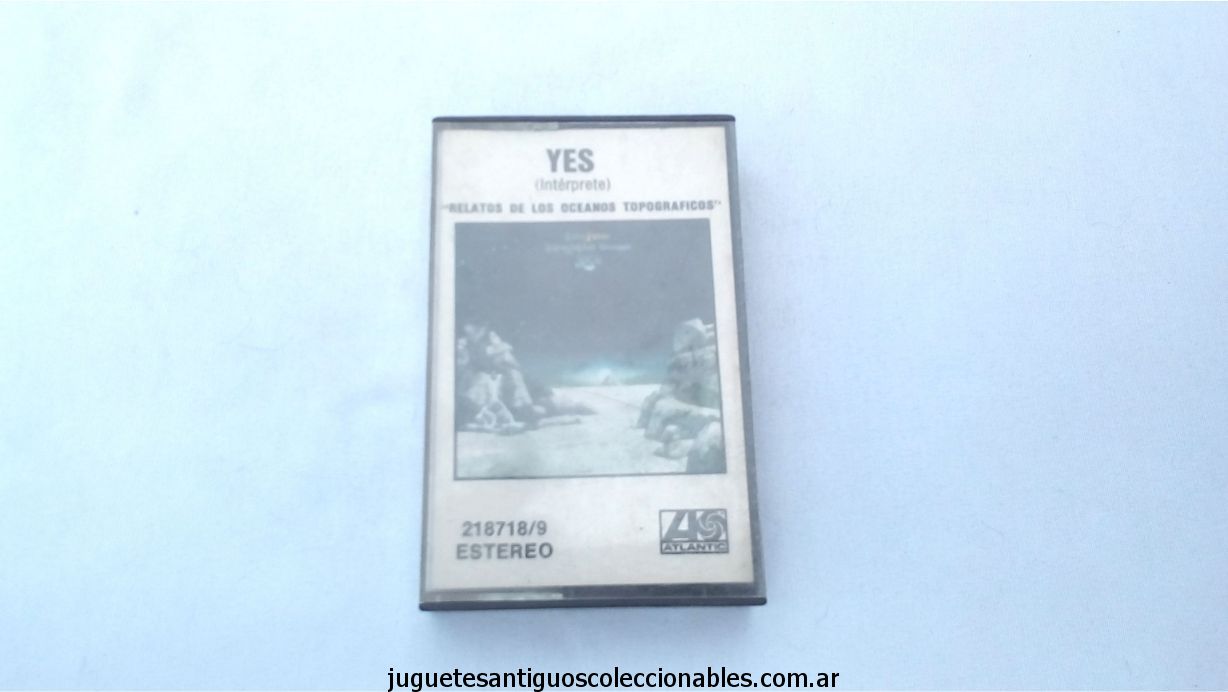 YES
(Intérprete)
"RELATOS DE LOS OCEANOS TOPOGRAFICOS"
218718/9
ESTEREO
ATLANTIC
juguetesantiguoscoleccionables.com.ar